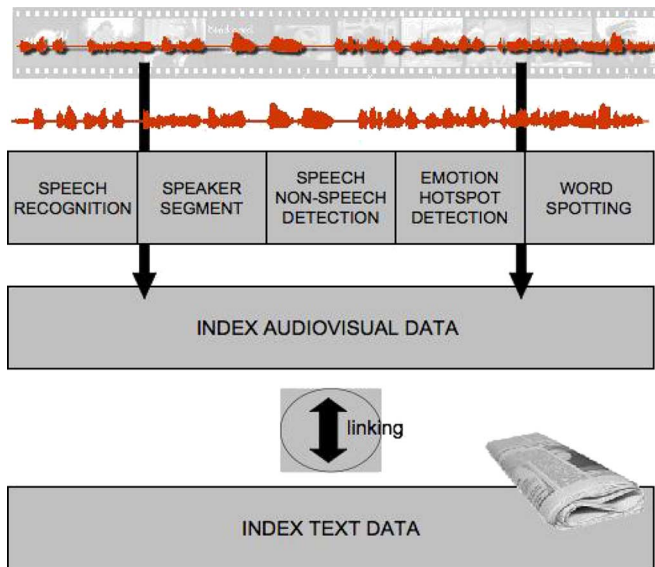 SPEECH
RECOGNITION
SPEAKER
SEGMENT
SPEECH
NON-SPEECH
DETECTION
EMOTION
HOTSPOT
DETECTION
WORD
SPOTTING
INDEX AUDIOVISUAL DATA
linking
INDEX TEXT DATA